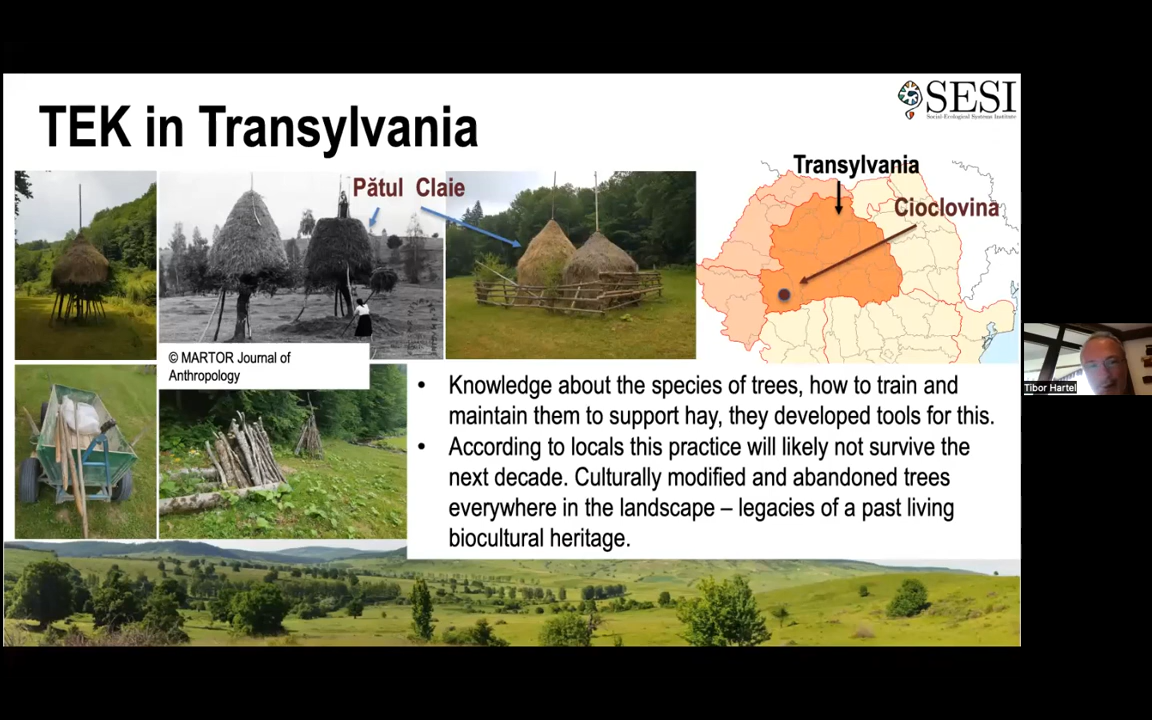 TEK in Transylvania
SESI
Social-Ecological Systems Institute
Pătul Claie
Transylvania
Cioclovina
© MARTOR Journal of
Anthropology
• Knowledge about the species of trees, how to train and
maintain them to support hay, they developed tools for this.
• According to locals this practice will likely not survive the
next decade. Culturally modified and abandoned trees
everywhere in the landscape – legacies of a past living
biocultural heritage.
Tibor Hartel